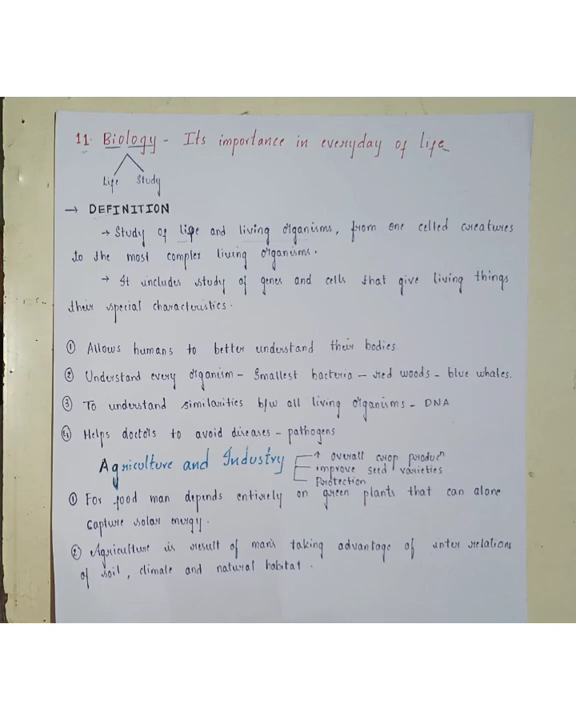 11. Biology - Its importance in everyday of life
Life Study
→ DEFINITION
→ Study of life and living organisms, from one celled creatures
to the most complex living organisms.
→ It includes study of genes and cells that give living things
their special characteristics.
① Allows humans to better understand their bodies
② Understand every organism - Smallest bacteria - red woods - blue whales.
③ To understand similarities b/w all living organisms - DNA
④ Helps doctors to avoid diseases - pathogens
Agriculture and Industry
↑ overall crop producn
improve seed varieties
Protection
① For food man depends entirely on green plants that can alone
capture solar energy.
② Agriculture is result of man's taking advantage of inter relations
of soil, climate and natural habitat.